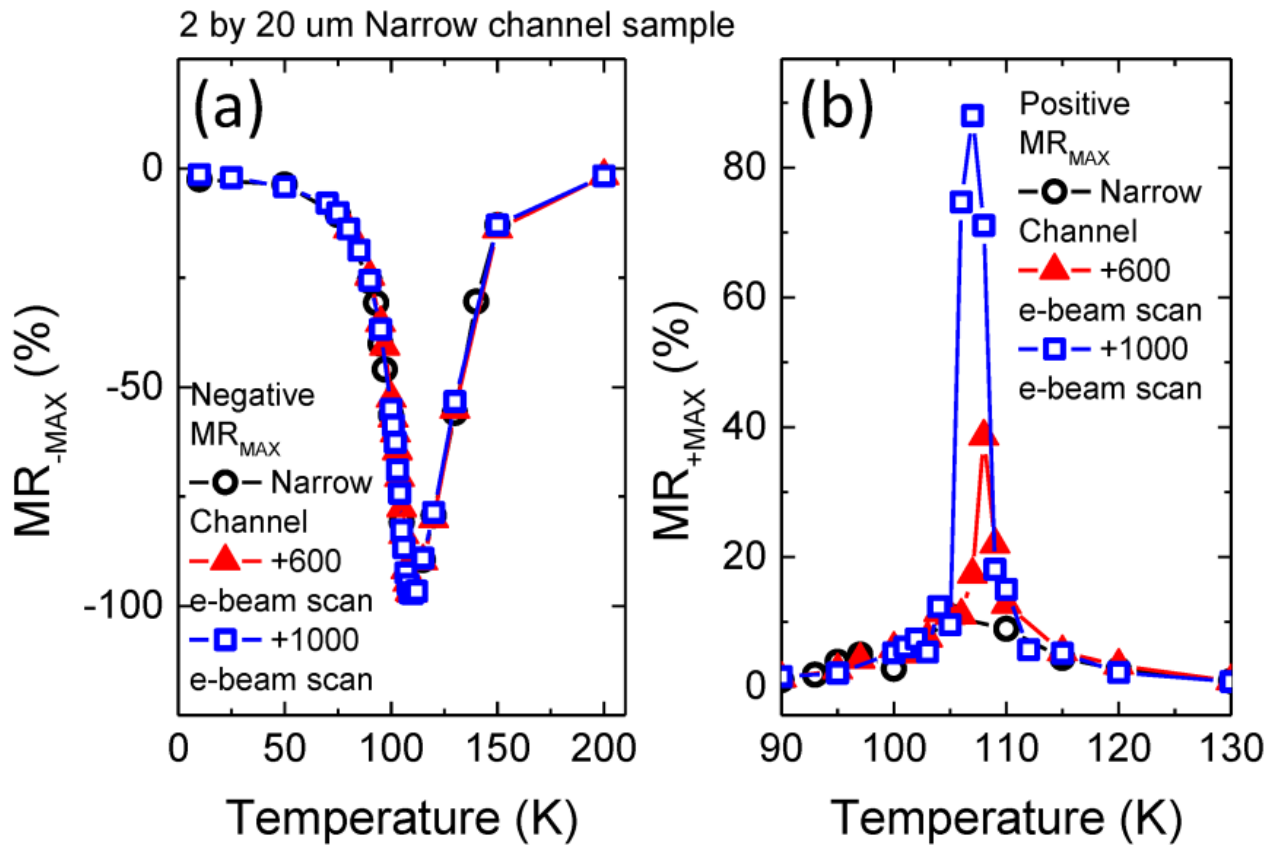 2 by 20 um Narrow channel sample
(a)
MR-MAX (%)
0
-50
-100
Negative
MRMAX
Narrow
Channel
+600
e-beam scan
+1000
e-beam scan
0 50 100 150 200
Temperature (K)
(b)
MR+MAX (%)
80
60
40
20
0
Positive
MRMAX
Narrow
Channel
+600
e-beam scan
+1000
e-beam scan
90 100 110 120 130
Temperature (K)